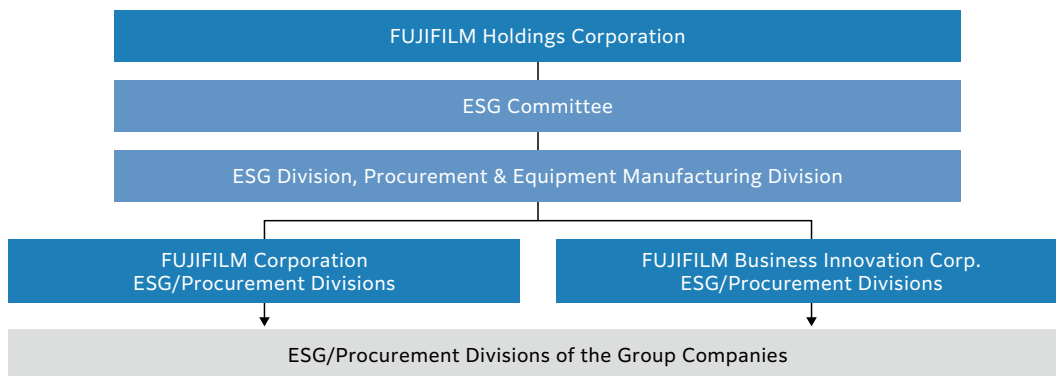 FUJIFILM Holdings Corporation
ESG Committee
ESG Division, Procurement & Equipment Manufacturing Division
FUJIFILM Corporation
ESG/Procurement Divisions
FUJIFILM Business Innovation Corp.
ESG/Procurement Divisions
ESG/Procurement Divisions of the Group Companies